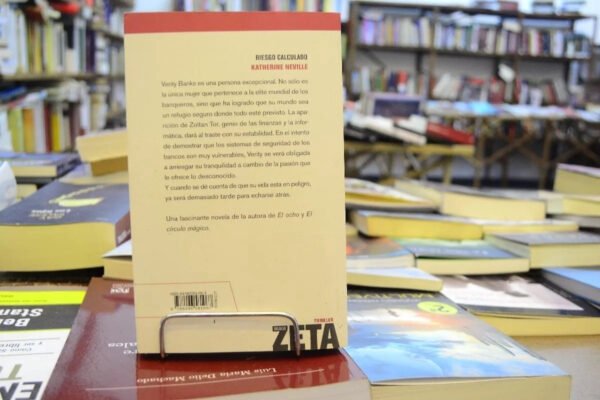 RIESGO CALCULADO
KATHERINE NEVILLE
Verity Banks es una persona excepcional. No sólo es
la única mujer que pertenece a la elite mundial de los
banqueros, sino que ha logrado que su mundo sea
un refugio seguro donde todo esté previsto. La apa-
rición de Zoltan Tor, genio de las finanzas y la infor-
mática, dará al traste con su estabilidad. En el intento
de demostrar que los sistemas de seguridad de los
bancos son muy vulnerables, Verity se verá obligada
a arriesgar su tranquilidad a cambio de la pasión que
le ofrece lo desconocido.
Y cuando se dé cuenta de que su vida está en peligro,
ya será demasiado tarde para echarse atrás.
Una fascinante novela de la autora de El ocho y El
círculo mágico.
THRILLER
ZETA
Luis María Delio Machado